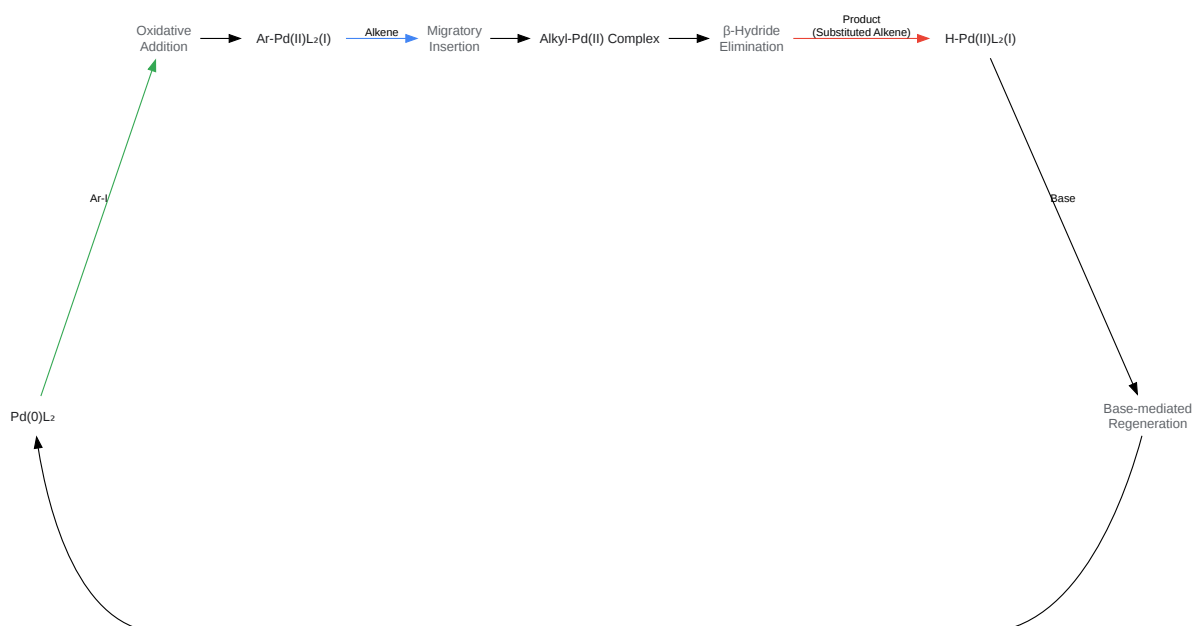 Oxidative
Addition
Ar-Pd(II)L₂(I)
Alkene
Migratory
Insertion
Alkyl-Pd(II) Complex
β-Hydride
Elimination
Product
(Substituted Alkene)
H-Pd(II)L₂(I)
Ar-I
Base
Pd(0)L₂
Base-mediated
Regeneration